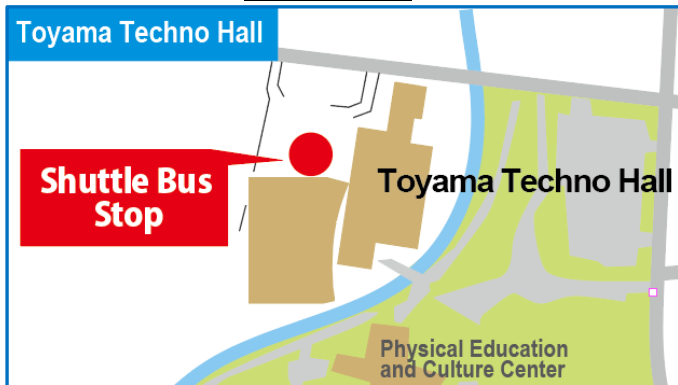 Toyama Techno Hall
Shuttle Bus
Stop
Toyama Techno Hall
Physical Education
and Culture Center